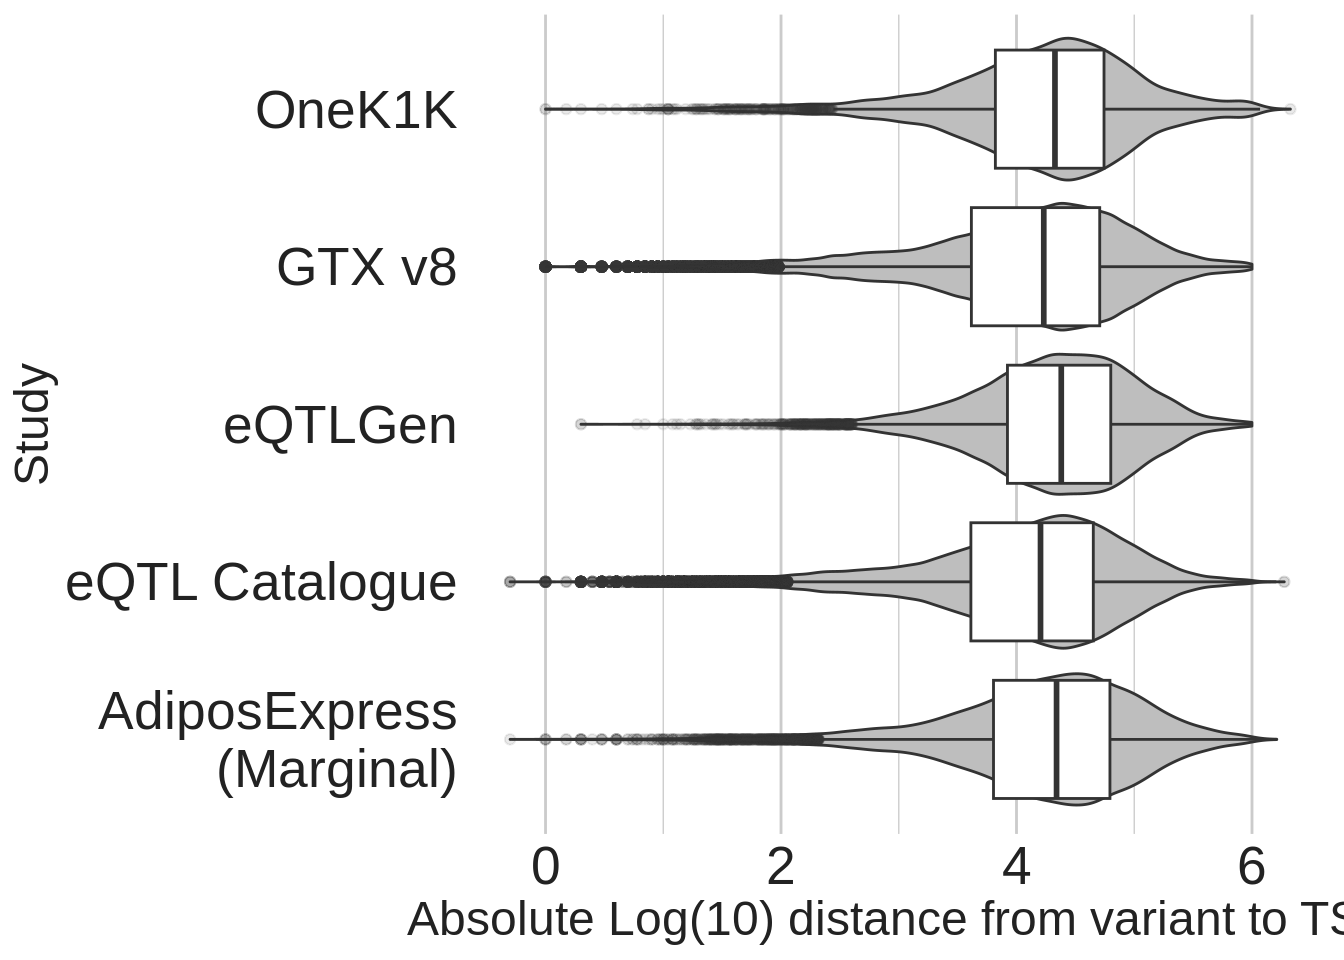 OneK1K
GTX v8
eQTLGen
eQTL Catalogue
AdiposExpress
(Marginal)
Study
0 2 4 6
Absolute Log(10) distance from variant to TS